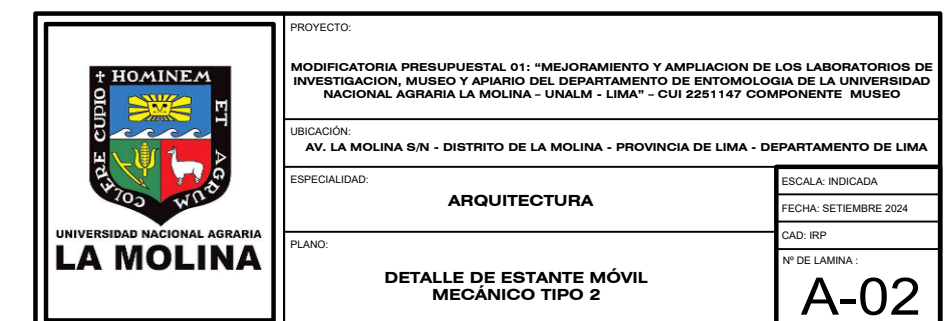 COLERE CUPIO ✝ HOMINEM ET AGRUM
UNIVERSIDAD NACIONAL AGRARIA
LA MOLINA
PROYECTO:
MODIFICATORIA PRESUPUESTAL 01: “MEJORAMIENTO Y AMPLIACION DE LOS LABORATORIOS DE
INVESTIGACION, MUSEO Y APIARIO DEL DEPARTAMENTO DE ENTOMOLOGIA DE LA UNIVERSIDAD
NACIONAL AGRARIA LA MOLINA – UNALM - LIMA” – CUI 2251147 COMPONENTE MUSEO
UBICACIÓN:
AV. LA MOLINA S/N - DISTRITO DE LA MOLINA - PROVINCIA DE LIMA - DEPARTAMENTO DE LIMA
ESPECIALIDAD:
ARQUITECTURA
PLANO:
DETALLE DE ESTANTE MÓVIL
MECÁNICO TIPO 2
ESCALA: INDICADA
FECHA: SETIEMBRE 2024
CAD: IRP
Nº DE LAMINA :
A-02